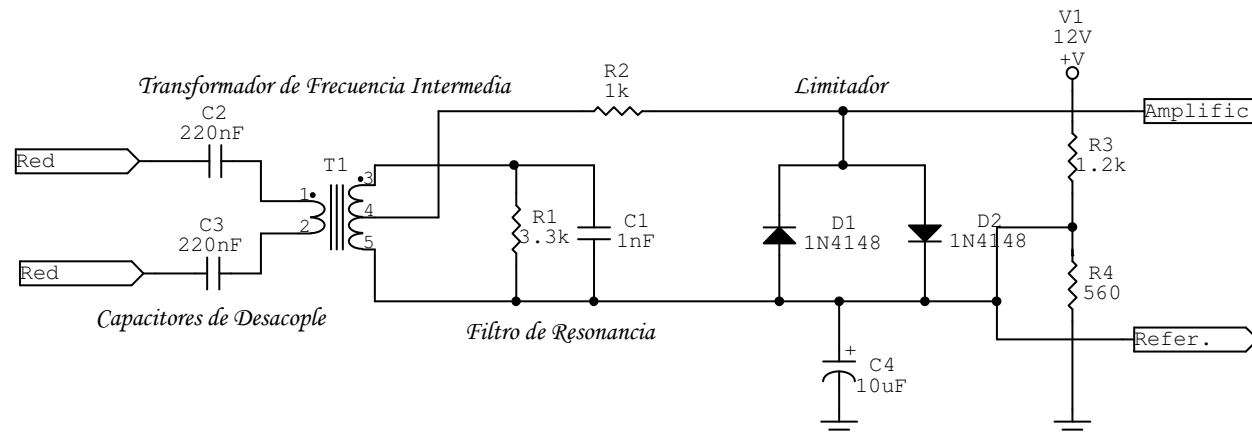 V1
12V
+V
Transformador de Frecuencia Intermedia
R2
1k
Limitador
Amplific
C2
220nF
Red
T1
R3
1.2k
1
2
3
4
5
C3
220nF
Red
R1
3.3k
C1
1nF
D1
1N4148
D2
1N4148
R4
560
Capacitores de Desacople
Filtro de Resonancia
Refer.
+
C4
10uF